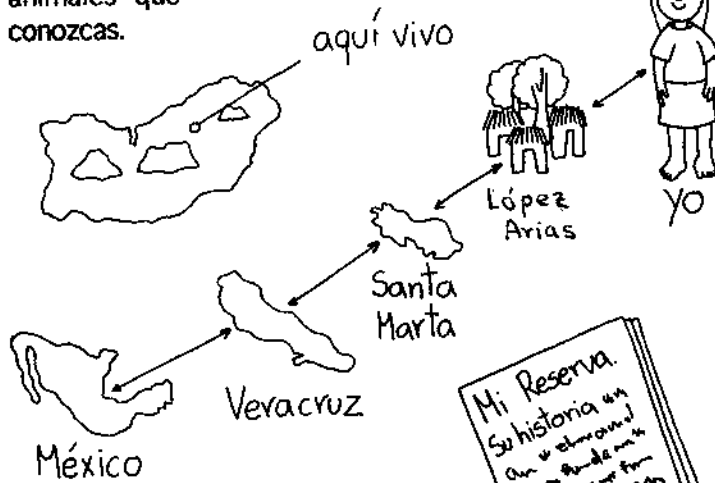 animales que
conozcas.
aquí vivo
López
Arias
yo
Santa
Marta
Veracruz
México
Mi Reserva.
Su historia